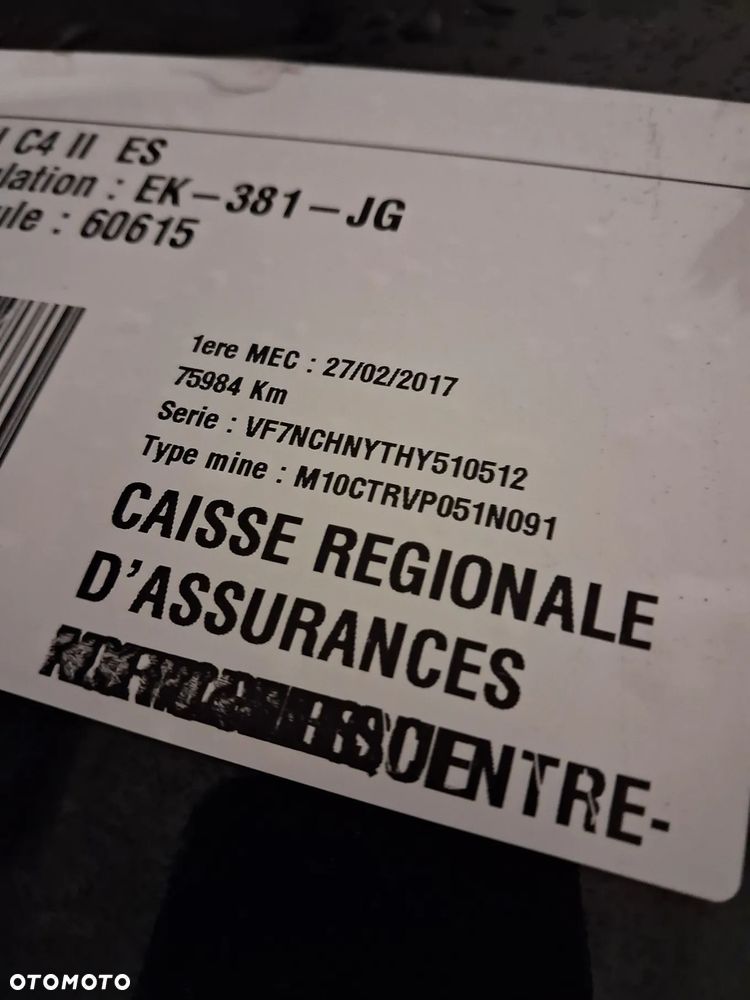 C4 II ES
lation : EK-381-JG
ule : 60615
1ere MEC : 27/02/2017
75984 Km
Serie : VF7NCHNYTHY510512
Type mine : M10CTRVP051N091
CAISSE REGIONALE
D'ASSURANCES
CENTRE-
OTOMOTO